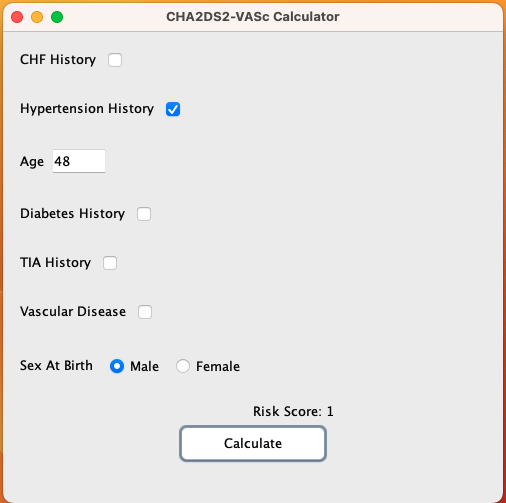 CHA2DS2-VASc Calculator
CHF History
Hypertension History
Age 48
Diabetes History
TIA History
Vascular Disease
Sex At Birth Male Female
Risk Score: 1
Calculate